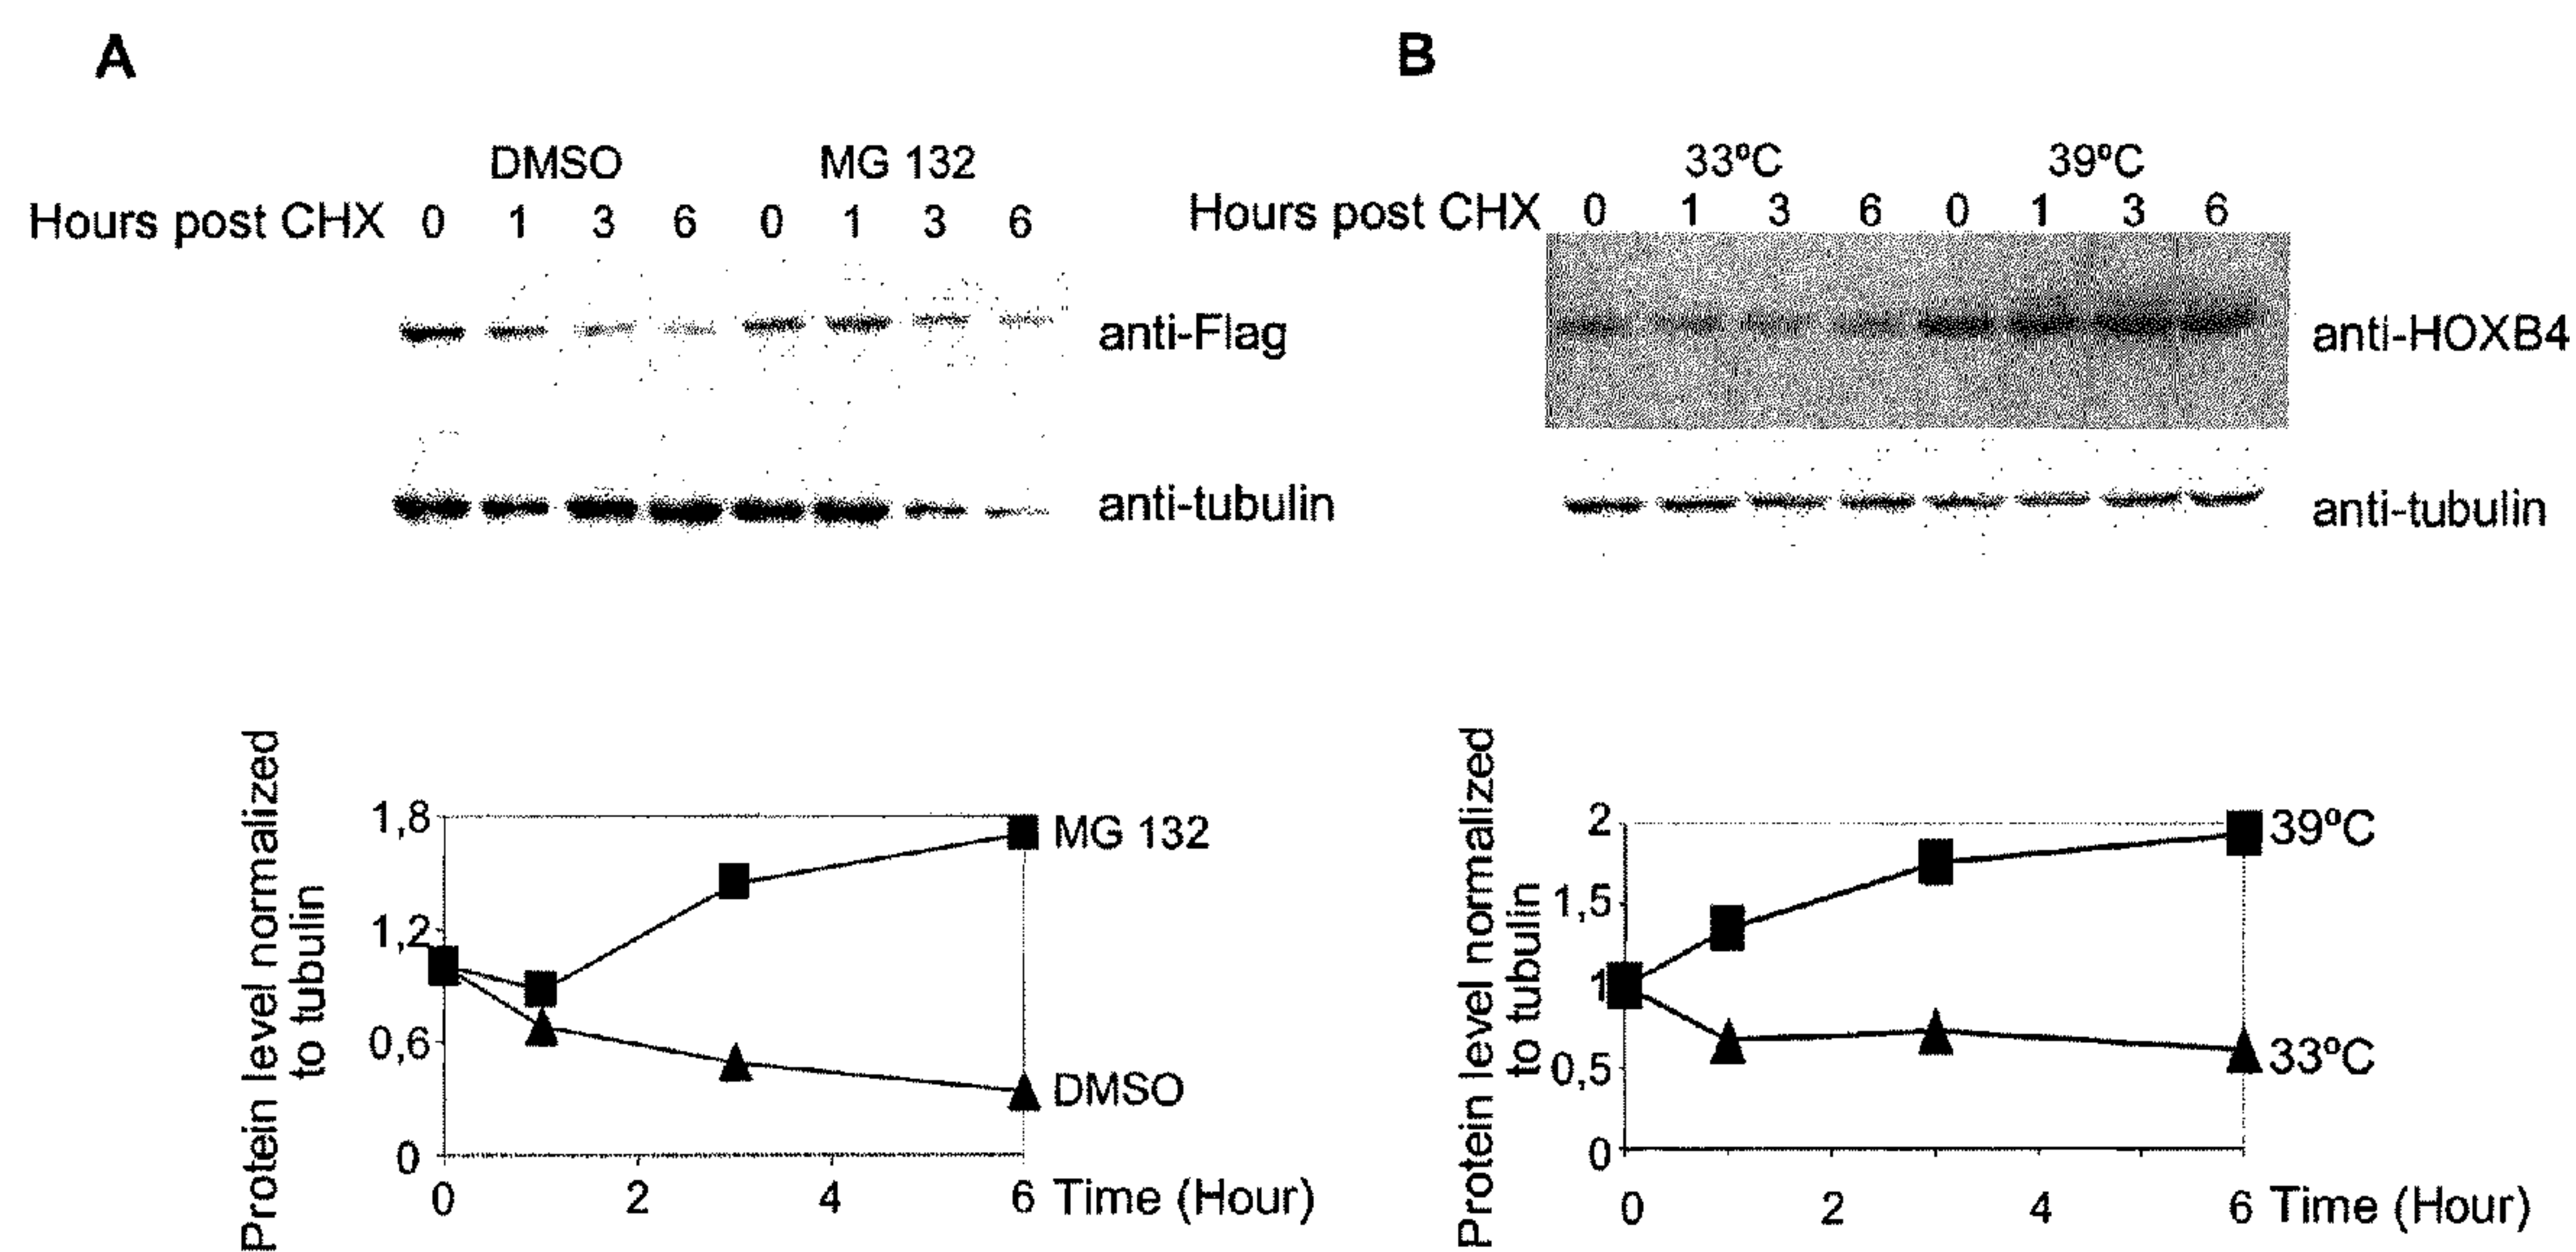 A
DMSO MG 132
Hours post CHX 0 1 3 6 0 1 3 6
anti-Flag
anti-tubulin
Protein level normalized
to tubulin
1,8
1,2
0,6
0
MG 132
DMSO
0 2 4 6 Time (Hour)
B
33ºC 39ºC
Hours post CHX 0 1 3 6 0 1 3 6
anti-HOXB4
anti-tubulin
Protein level normalized
to tubulin
2
1,5
1
0,5
0
39ºC
33ºC
0 2 4 6 Time (Hour)